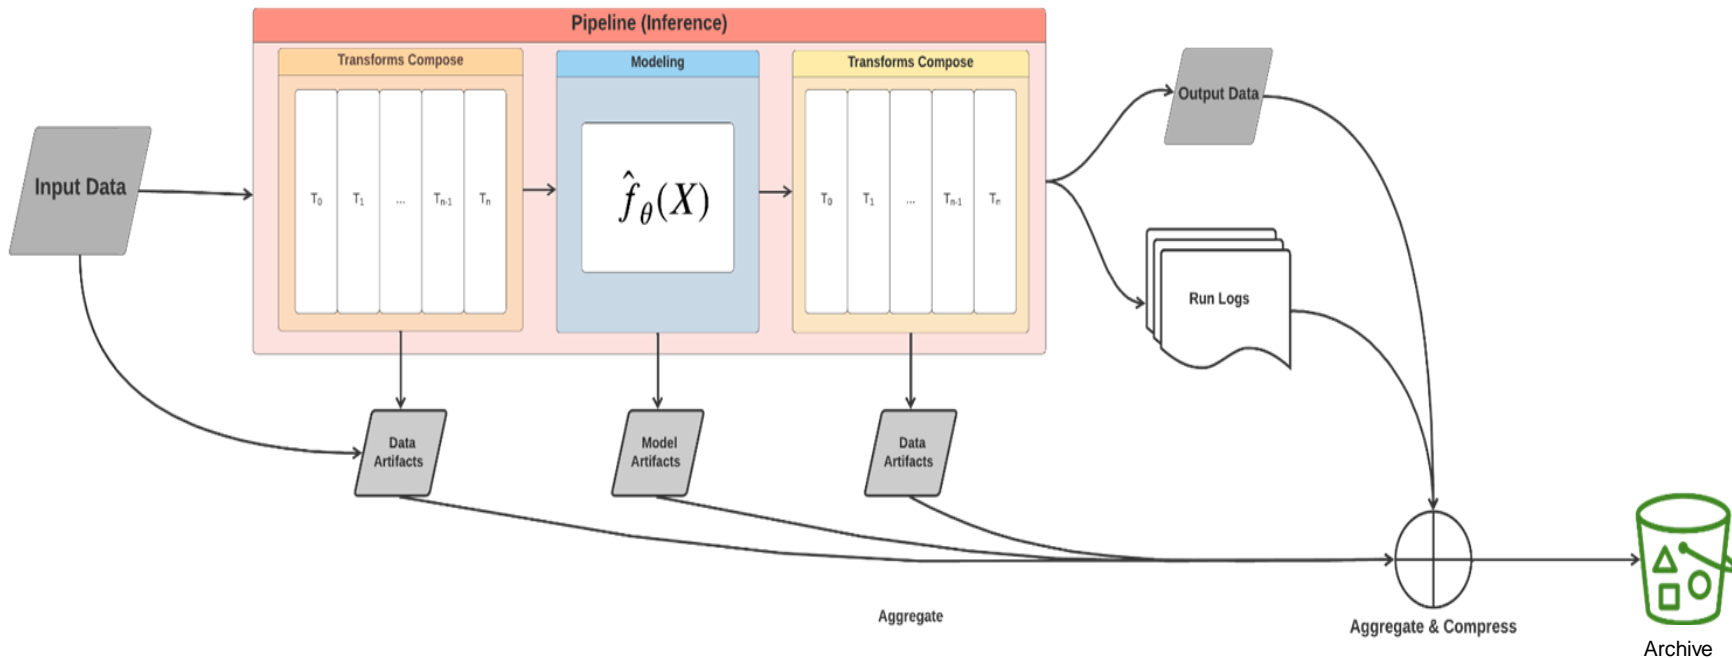 Pipeline (Inference)
Transforms Compose
Modeling
Transforms Compose
Input Data
T0
T1
...
Tn-1
Tn
f̂θ(X)
T0
T1
...
Tn-1
Tn
Output Data
Run Logs
Data
Artifacts
Model
Artifacts
Data
Artifacts
Aggregate
Aggregate & Compress
Archive